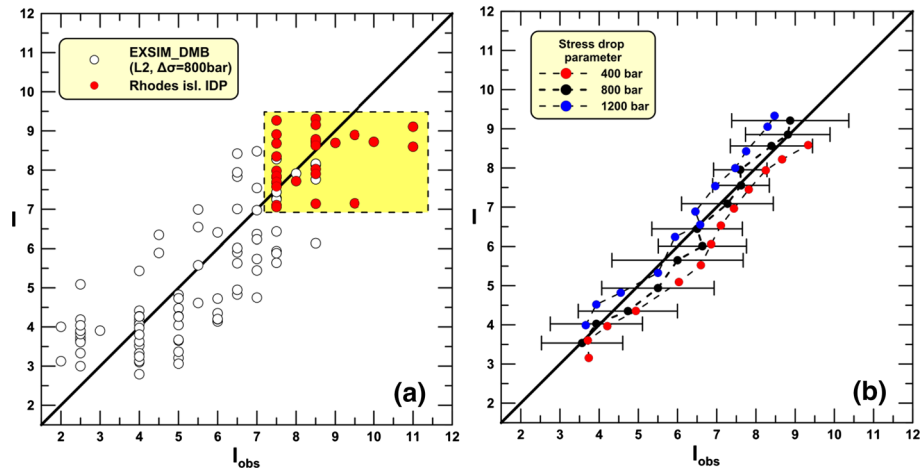 12
11
10
9
8
7
6
5
4
3
2
I
EXSIM_DMB
(L2, Δσ=800bar)
Rhodes isl. IDP
(a)
2 3 4 5 6 7 8 9 10 11 12
I obs
12
11
10
9
8
7
6
5
4
3
2
I
Stress drop
parameter
400 bar
800 bar
1200 bar
(b)
2 3 4 5 6 7 8 9 10 11 12
I obs